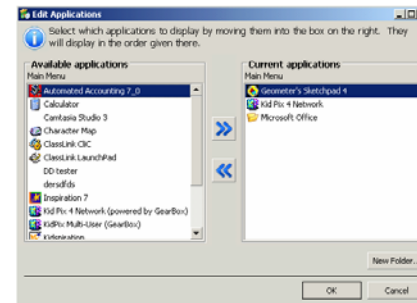 Edit Applications
Select which applications to display by moving them into the box on the right. They
will display in the order given there.
Available applications
Main Menu
Automated Accounting 7_0
Calculator
Camtasia Studio 3
Character Map
ClassLink CliC
ClassLink LaunchPad
DD tester
dersdfds
Inspiration 7
Kid Pix 4 Network (powered by GearBox)
KidPix Multi-User (GearBox)
Kidspiration
Current applications
Main Menu
Geometer's Sketchpad 4
Kid Pix 4 Network
Microsoft Office
New Folder..
OK
Cancel